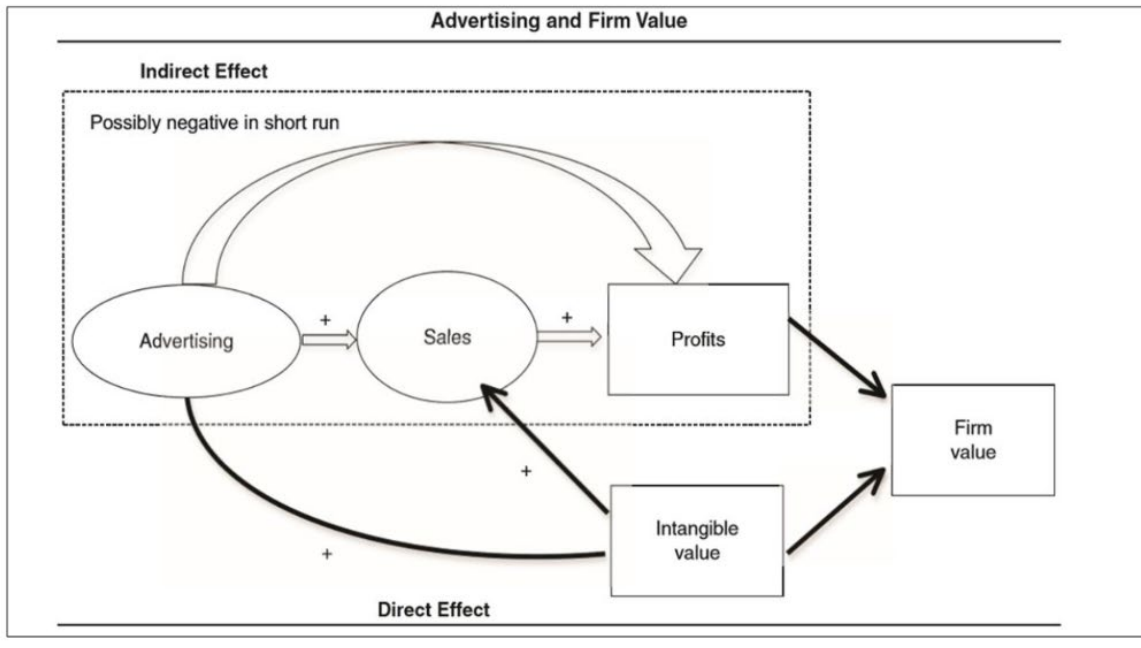 Advertising and Firm Value
Indirect Effect
Possibly negative in short run
+
+
Advertising
Sales
Profits
Firm
value
+
Intangible
value
+
Direct Effect